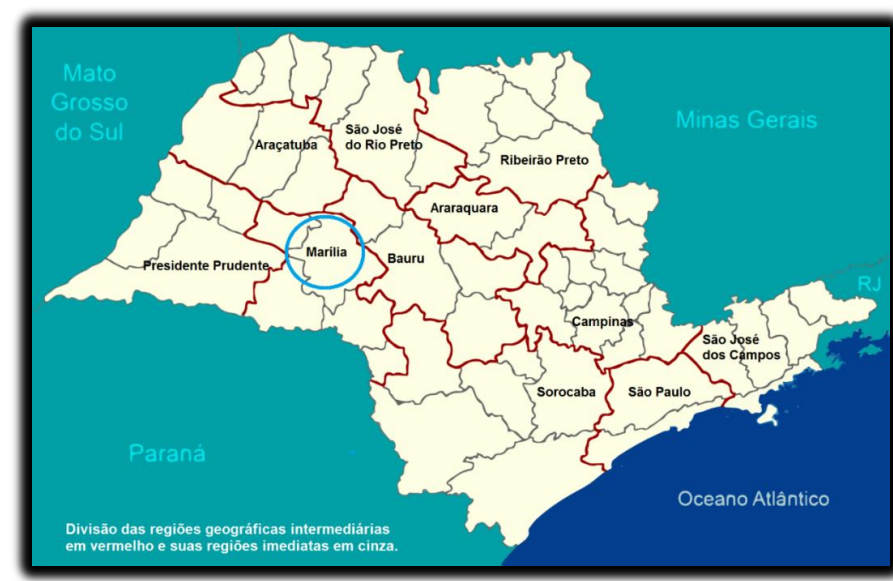 Mato
Grosso
do Sul
Minas Gerais
São José
do Rio Preto
Araçatuba
Ribeirão Preto
Araraquara
Marília
Bauru
Presidente Prudente
RJ
Campinas
São José
dos Campos
Sorocaba
São Paulo
Paraná
Oceano Atlântico
Divisão das regiões geográficas intermediárias
em vermelho e suas regiões imediatas em cinza.